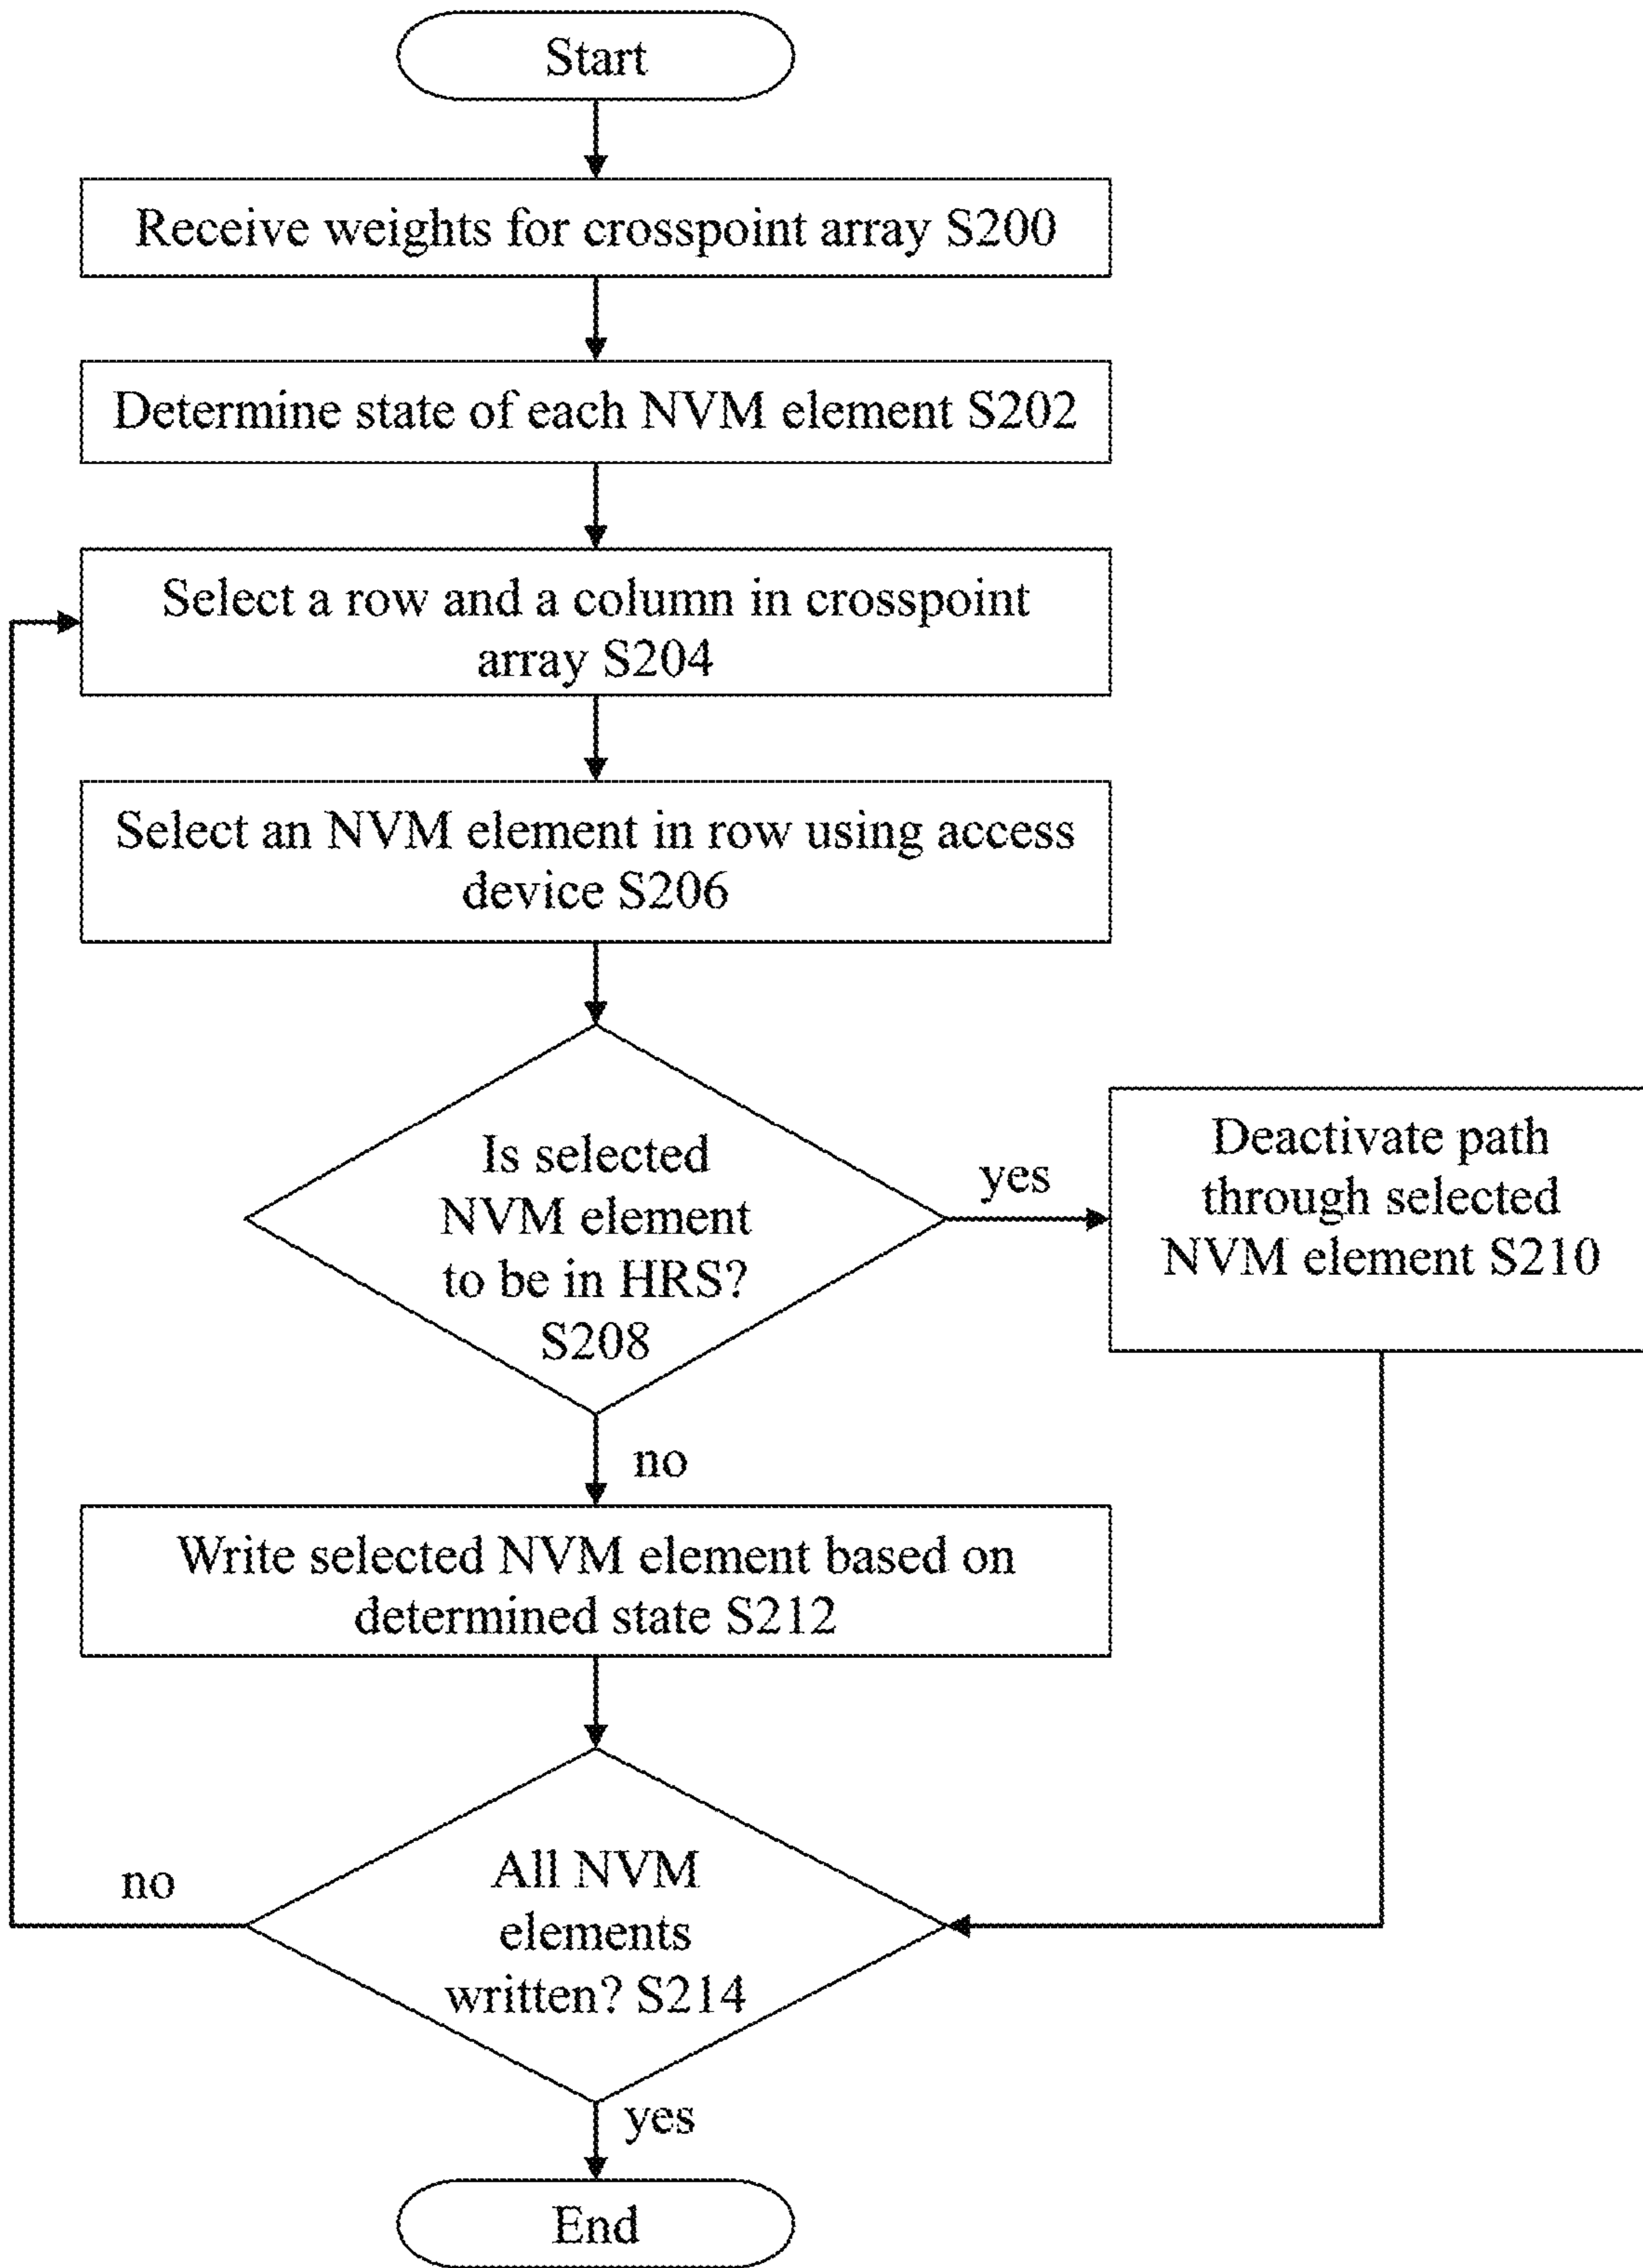 Start
Receive weights for crosspoint array S200
Determine state of each NVM element S202
Select a row and a column in crosspoint
array S204
Select an NVM element in row using access
device S206
Is selected
NVM element
to be in HRS?
S208
yes
Deactivate path
through selected
NVM element S210
no
Write selected NVM element based on
determined state S212
All NVM
elements
written? S214
no
yes
End